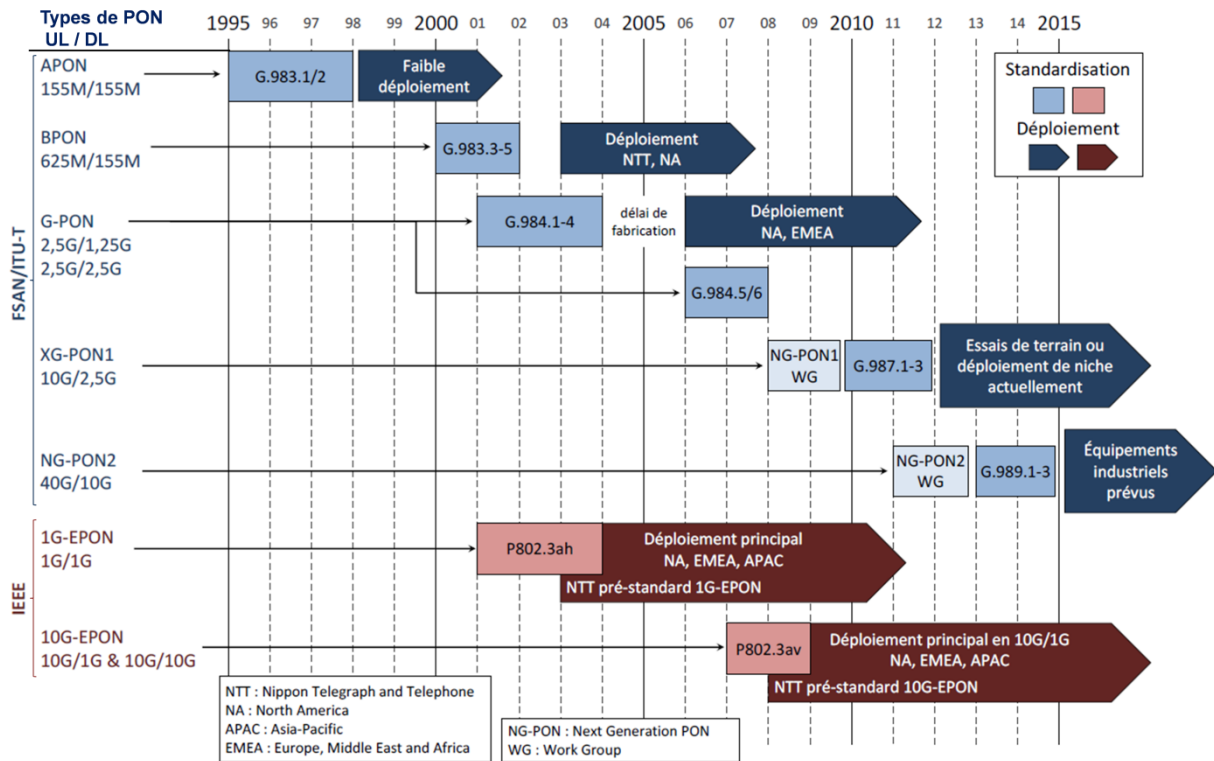 Types de PON
UL / DL
1995 96 97 98 99 2000 01 02 03 04 2005 06 07 08 09 2010 11 12 13 14 2015
FSAN/ITU-T
APON
155M/155M
G.983.1/2
Faible
déploiement
Standardisation
Déploiement
BPON
625M/155M
G.983.3-5
Déploiement
NTT, NA
G-PON
2,5G/1,25G
2,5G/2,5G
G.984.1-4
délai de
fabrication
Déploiement
NA, EMEA
G.984.5/6
XG-PON1
10G/2,5G
NG-PON1
WG
G.987.1-3
Essais de terrain ou
déploiement de niche
actuellement
NG-PON2
40G/10G
NG-PON2
WG
G.989.1-3
Équipements
industriels
prévus
IEEE
1G-EPON
1G/1G
P802.3ah
Déploiement principal
NA, EMEA, APAC
NTT pré-standard 1G-EPON
10G-EPON
10G/1G & 10G/10G
P802.3av
Déploiement principal en 10G/1G
NA, EMEA, APAC
NTT pré-standard 10G-EPON
NTT : Nippon Telegraph and Telephone
NA : North America
APAC : Asia-Pacific
EMEA : Europe, Middle East and Africa
NG-PON : Next Generation PON
WG : Work Group